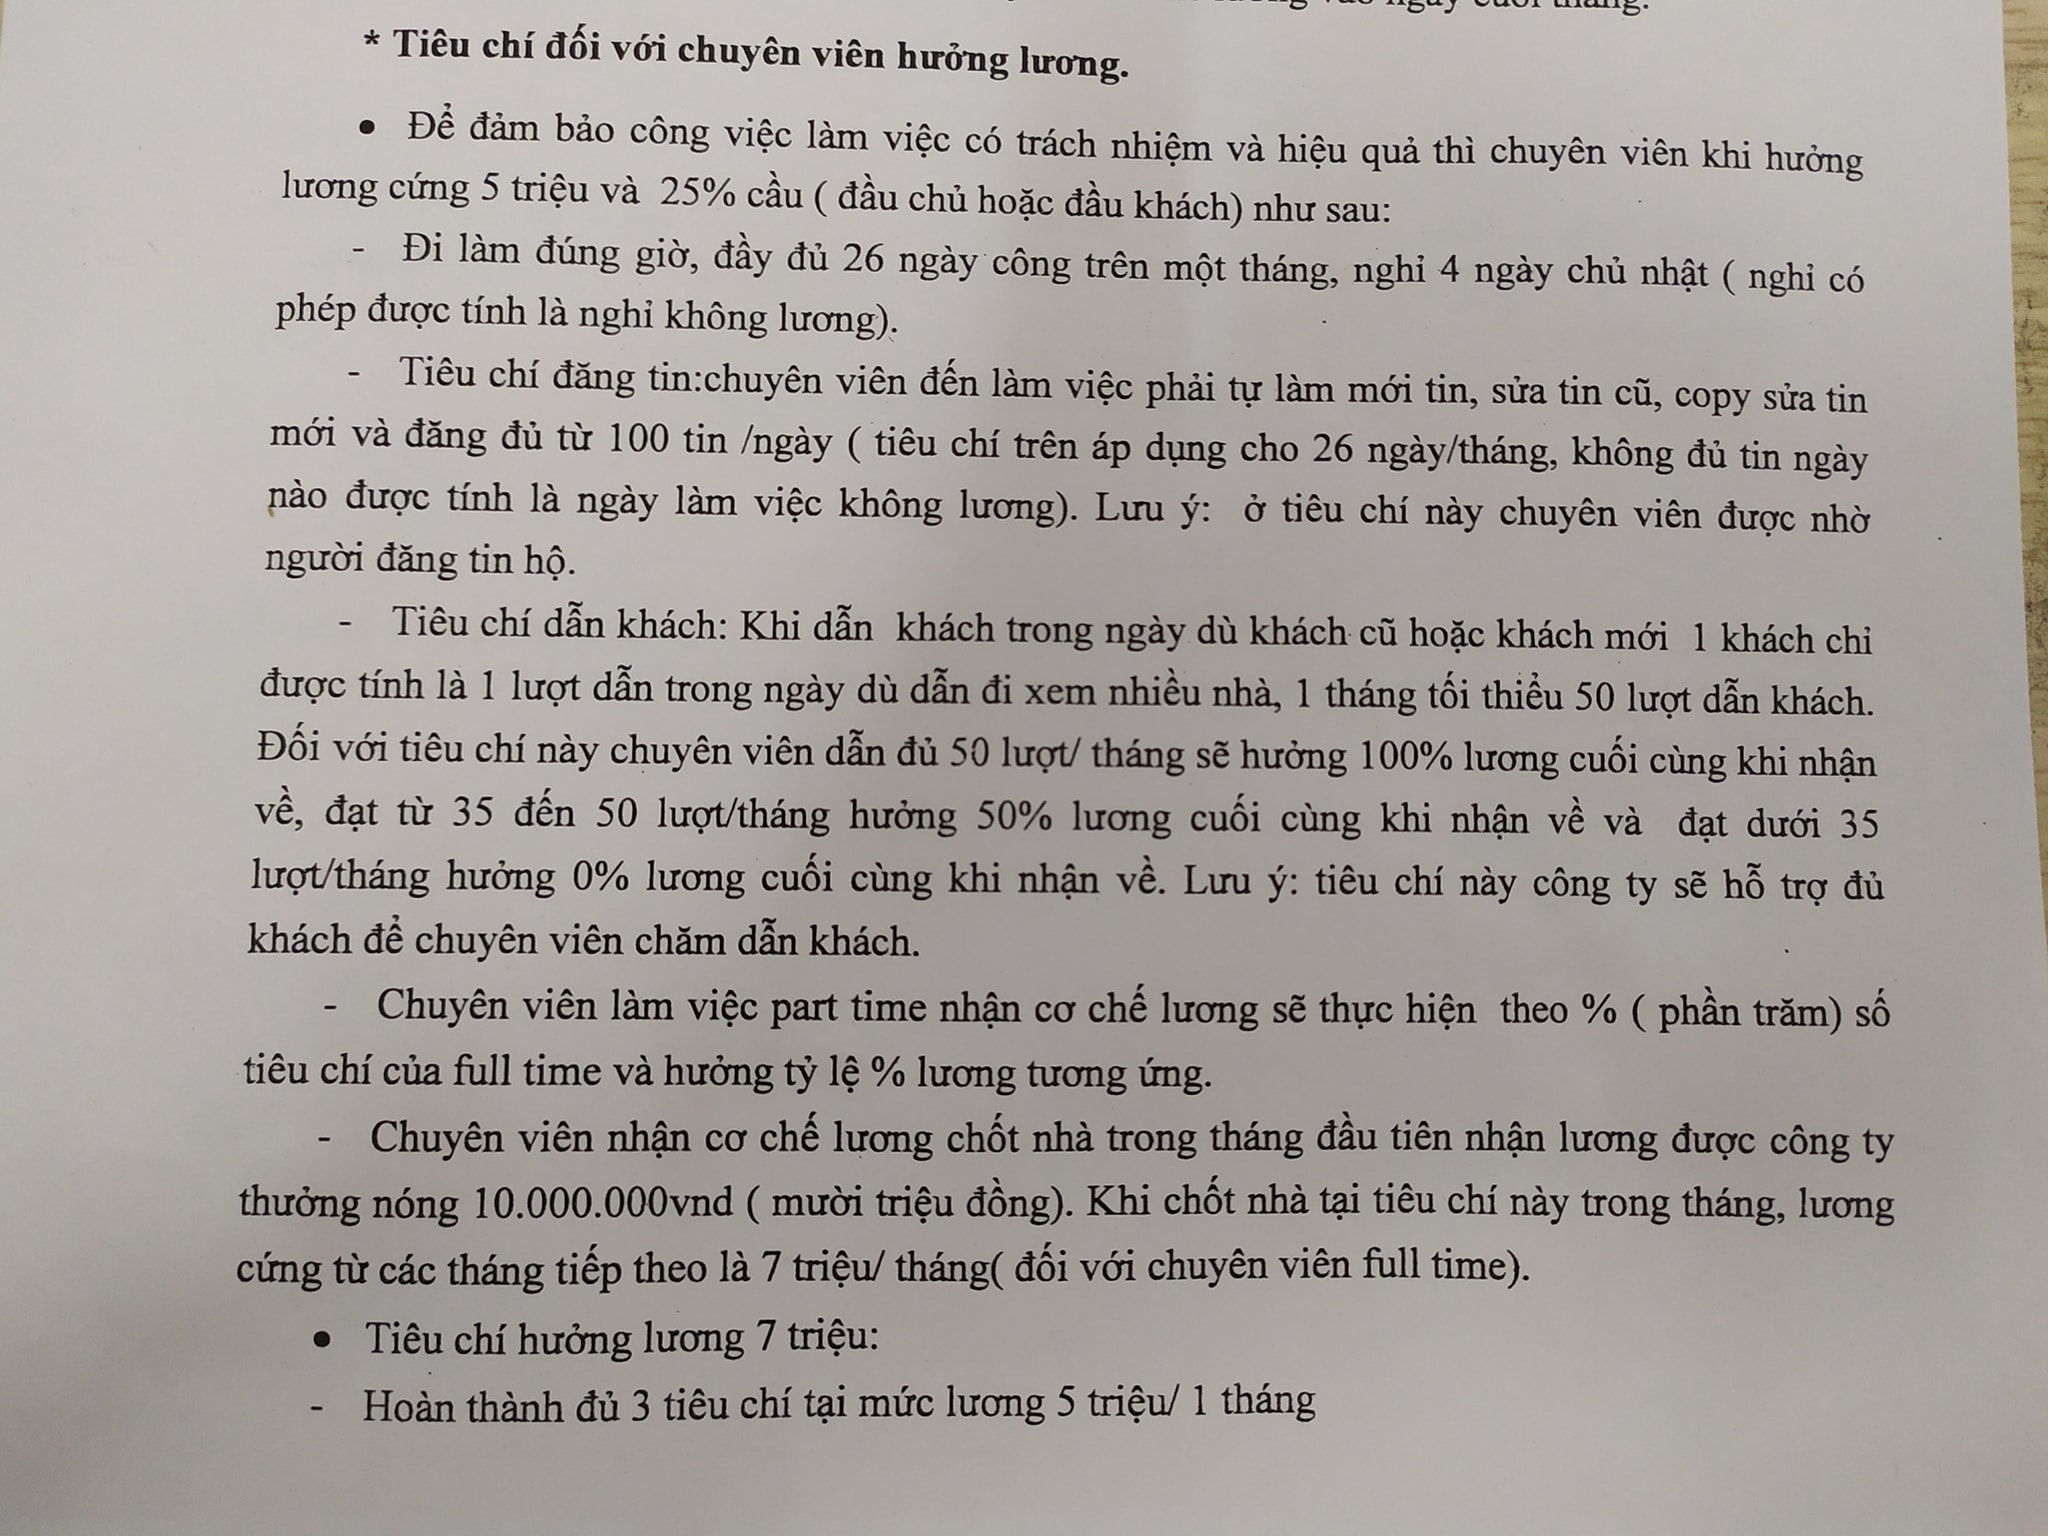 ngày cuối tháng.
* Tiêu chí đối với chuyên viên hưởng lương.
• Để đảm bảo công việc làm việc có trách nhiệm và hiệu quả thì chuyên viên khi hưởng
lương cứng 5 triệu và 25% cầu ( đầu chủ hoặc đầu khách) như sau:
- Đi làm đúng giờ, đầy đủ 26 ngày công trên một tháng, nghỉ 4 ngày chủ nhật ( nghỉ có
phép được tính là nghỉ không lương).
- Tiêu chí đăng tin:chuyên viên đến làm việc phải tự làm mới tin, sửa tin cũ, copy sửa tin
mới và đăng đủ từ 100 tin /ngày ( tiêu chí trên áp dụng cho 26 ngày/tháng, không đủ tin ngày
nào được tính là ngày làm việc không lương). Lưu ý: ở tiêu chí này chuyên viên được nhờ
người đăng tin hộ.
- Tiêu chí dẫn khách: Khi dẫn khách trong ngày dù khách cũ hoặc khách mới 1 khách chỉ
được tính là 1 lượt dẫn trong ngày dù dẫn đi xem nhiều nhà, 1 tháng tối thiểu 50 lượt dẫn khách.
Đối với tiêu chí này chuyên viên dẫn đủ 50 lượt/ tháng sẽ hưởng 100% lương cuối cùng khi nhận
về, đạt từ 35 đến 50 lượt/tháng hưởng 50% lương cuối cùng khi nhận về và đạt dưới 35
lượt/tháng hưởng 0% lương cuối cùng khi nhận về. Lưu ý: tiêu chí này công ty sẽ hỗ trợ đủ
khách để chuyên viên chăm dẫn khách.
- Chuyên viên làm việc part time nhận cơ chế lương sẽ thực hiện theo % ( phần trăm) số
tiêu chí của full time và hưởng tỷ lệ % lương tương ứng.
- Chuyên viên nhận cơ chế lương chốt nhà trong tháng đầu tiên nhận lương được công ty
thưởng nóng 10.000.000vnd ( mười triệu đồng). Khi chốt nhà tại tiêu chí này trong tháng, lương
cứng từ các tháng tiếp theo là 7 triệu/ tháng( đối với chuyên viên full time).
• Tiêu chí hưởng lương 7 triệu:
- Hoàn thành đủ 3 tiêu chí tại mức lương 5 triệu/ 1 tháng